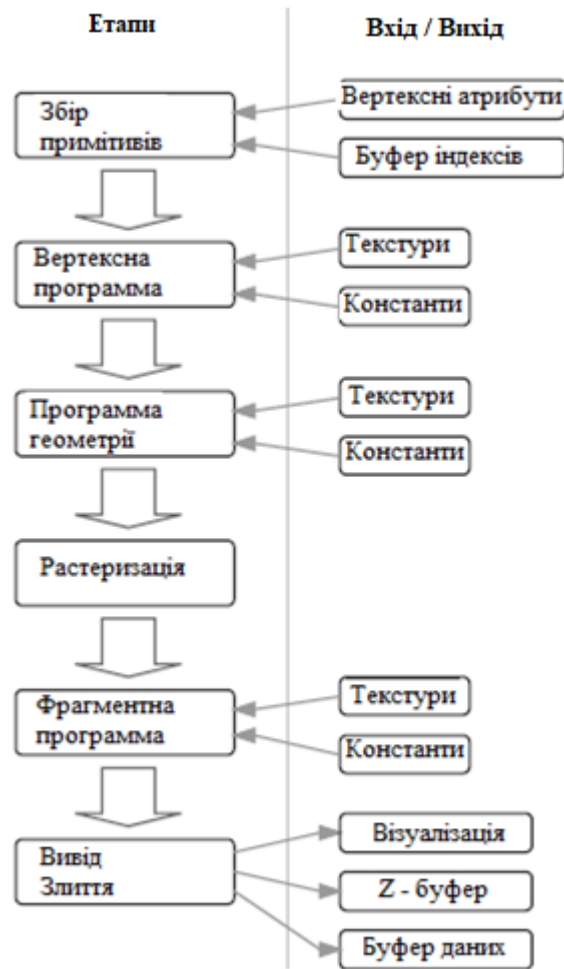 Етапи
Вхід / Вихід
Збір
примітивів
Вертексні атрибути
Буфер індексів
Вертексна
программа
Текстури
Константи
Программа
геометрії
Текстури
Константи
Растеризація
Фрагментна
программа
Текстури
Константи
Вивід
Злиття
Візуалізація
Z - буфер
Буфер даних